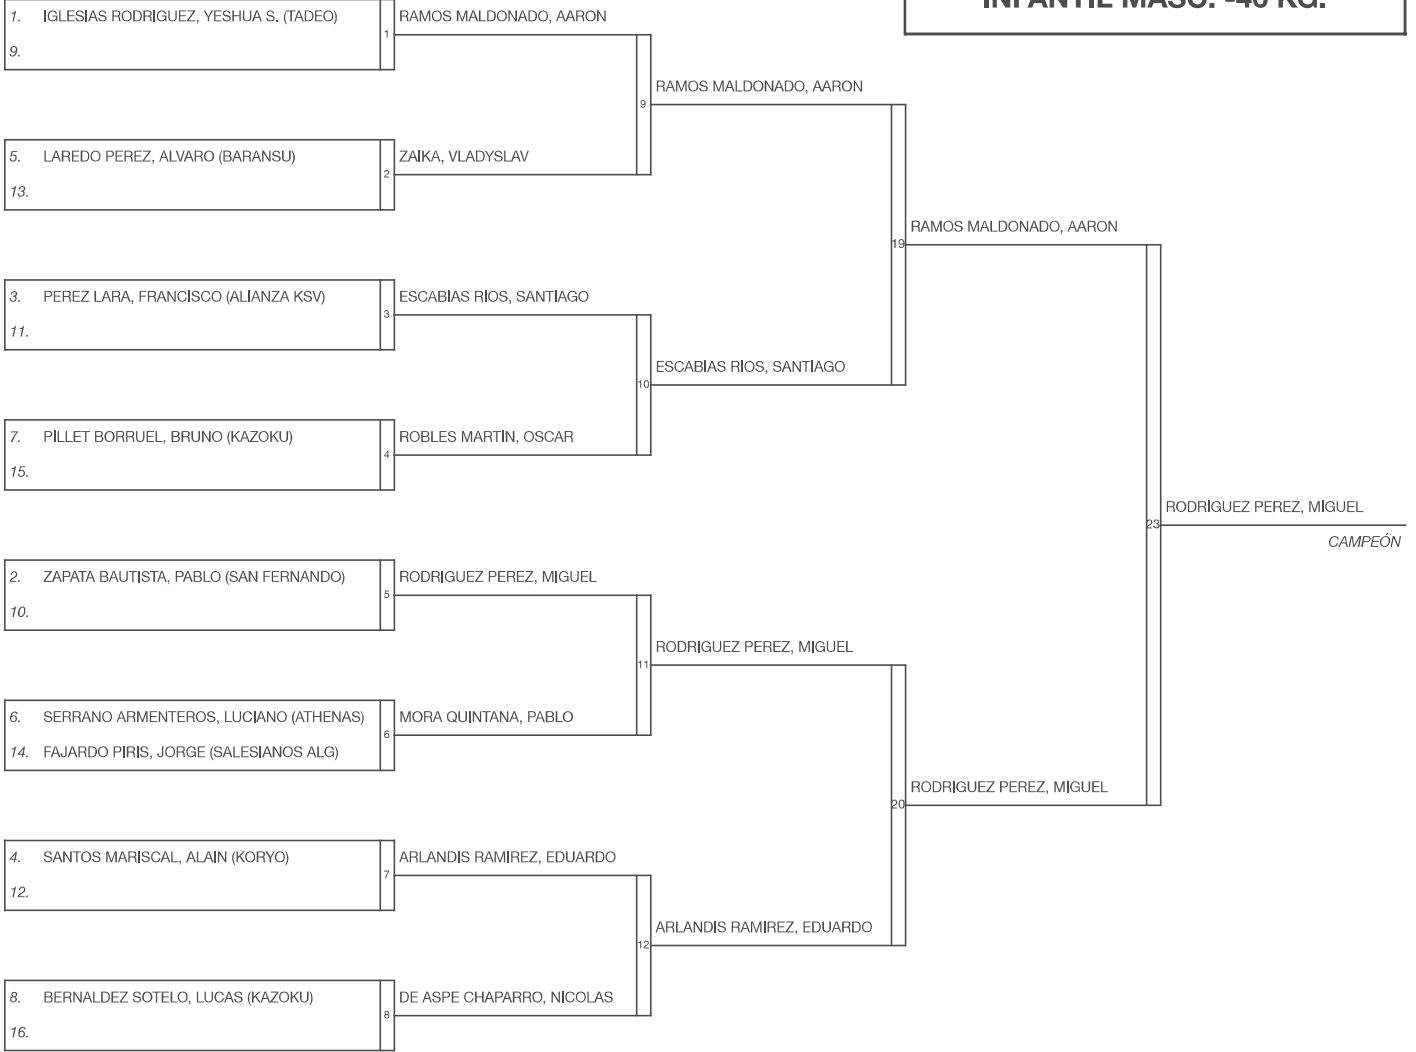 INFANTIL MASC. -46 KG.
1. IGLESIAS RODRIGUEZ, YESHUA S. (TADEO)
9.
1
RAMOS MALDONADO, AARON
9
RAMOS MALDONADO, AARON
5. LAREDO PEREZ, ALVARO (BARANSU)
13.
2
ZAIKA, VLADYSLAV
19
RAMOS MALDONADO, AARON
3. PEREZ LARA, FRANCISCO (ALIANZA KSV)
11.
3
ESCABIAS RIOS, SANTIAGO
10
ESCABIAS RIOS, SANTIAGO
7. PILLET BORRUEL, BRUNO (KAZOKU)
15.
4
ROBLES MARTIN, OSCAR
23
RODRIGUEZ PEREZ, MIGUEL
CAMPEÓN
2. ZAPATA BAUTISTA, PABLO (SAN FERNANDO)
10.
5
RODRIGUEZ PEREZ, MIGUEL
11
RODRIGUEZ PEREZ, MIGUEL
6. SERRANO ARMENTEROS, LUCIANO (ATHENAS)
14. FAJARDO PIRIS, JORGE (SALESIANOS ALG)
6
MORA QUINTANA, PABLO
20
RODRIGUEZ PEREZ, MIGUEL
4. SANTOS MARISCAL, ALAIN (KORYO)
12.
7
ARLANDIS RAMIREZ, EDUARDO
12
ARLANDIS RAMIREZ, EDUARDO
8. BERNALDEZ SOTELO, LUCAS (KAZOKU)
16.
8
DE ASPE CHAPARRO, NICOLAS